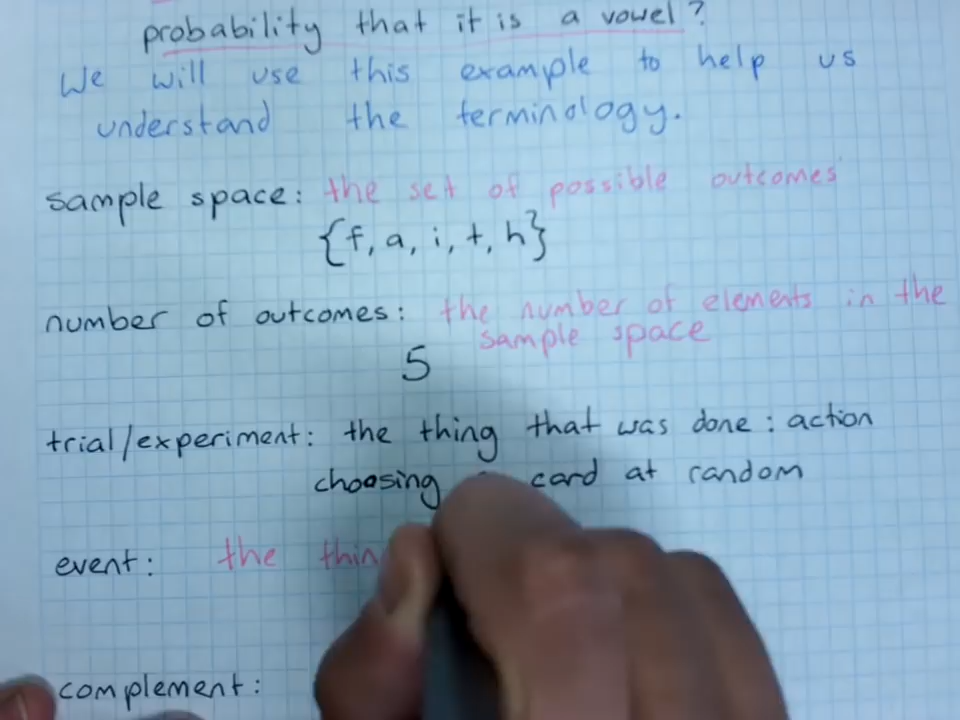 probability that it is a vowel?
We will use this example to help us
understand the terminology.
sample space: the set of possible outcomes
{f, a, i, t, h}
number of outcomes: the number of elements in the
sample space
5
trial/experiment: the thing that was done : action
choosing card at random
event: the thin
complement: